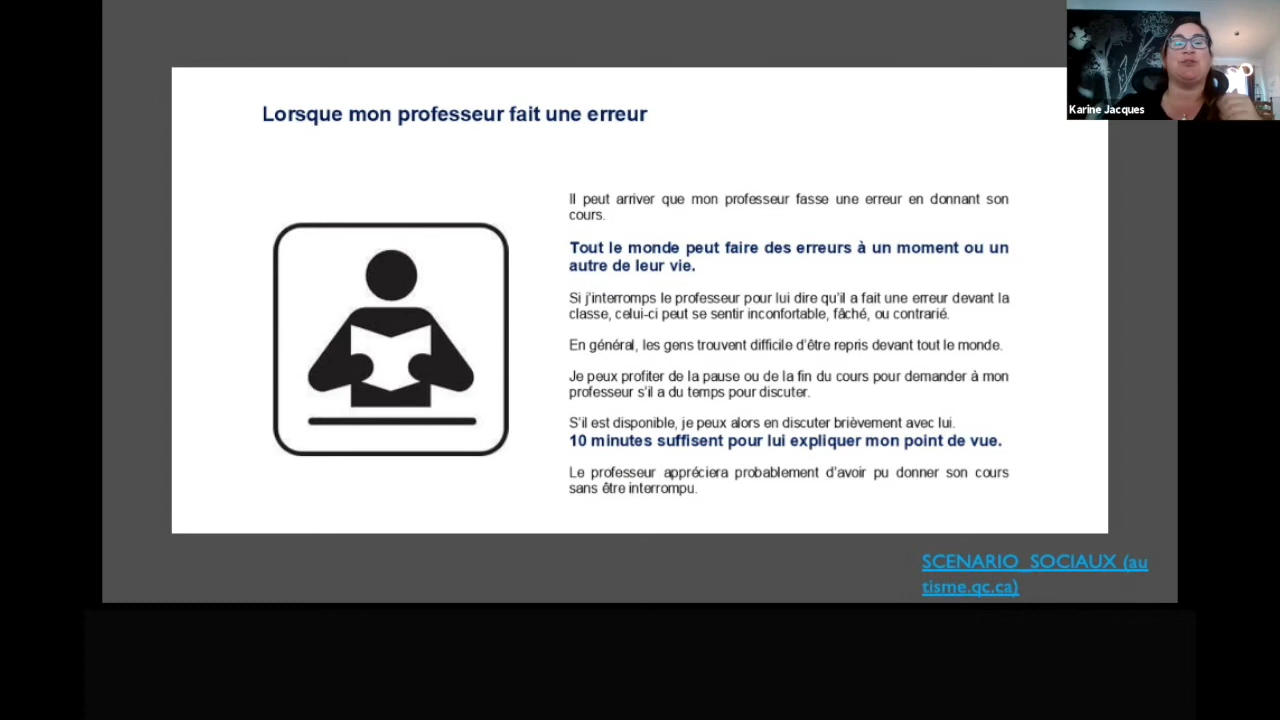 Karine Jacques
Lorsque mon professeur fait une erreur
Il peut arriver que mon professeur fasse une erreur en donnant son
cours.
Tout le monde peut faire des erreurs à un moment ou un
autre de leur vie.
Si j'interromps le professeur pour lui dire qu'il a fait une erreur devant la
classe, celui-ci peut se sentir inconfortable, fâché, ou contrarié.
En général, les gens trouvent difficile d'être repris devant tout le monde.
Je peux profiter de la pause ou de la fin du cours pour demander à mon
professeur s'il a du temps pour discuter.
S'il est disponible, je peux alors en discuter brièvement avec lui.
10 minutes suffisent pour lui expliquer mon point de vue.
Le professeur appréciera probablement d'avoir pu donner son cours
sans être interrompu.
SCENARIO_SOCIAUX (au
tisme.qc.ca)